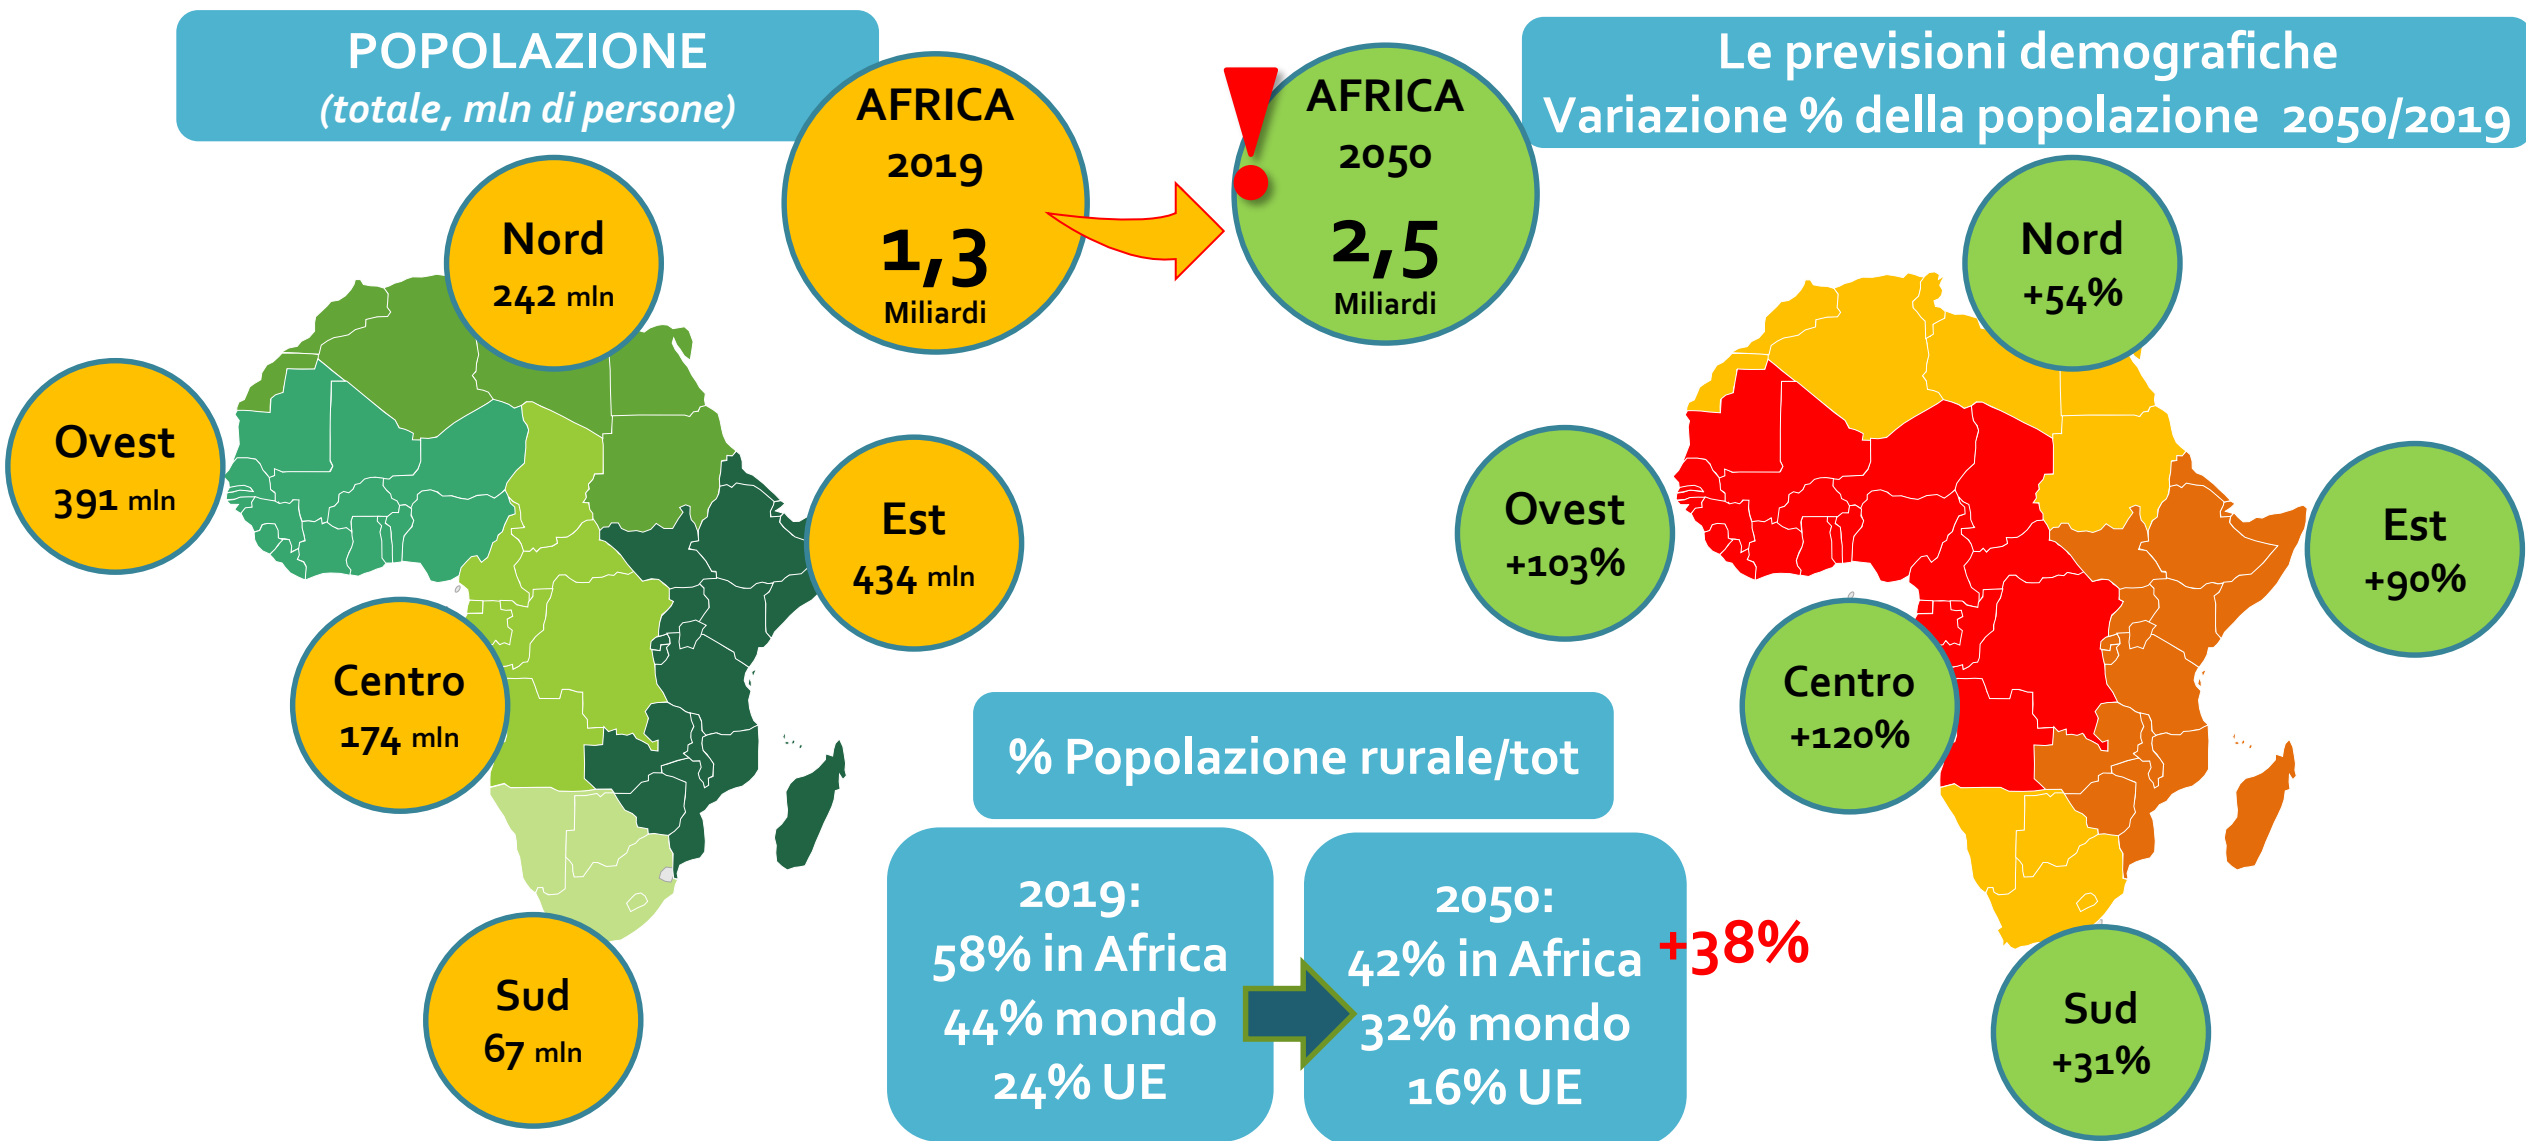 POPOLAZIONE
(totale, mln di persone)
AFRICA
2019
1,3
Miliardi
AFRICA
2050
2,5
Miliardi
Le previsioni demografiche
Variazione % della popolazione 2050/2019
Nord
242 mln
Ovest
391 mln
Est
434 mln
Centro
174 mln
Sud
67 mln
Nord
+54%
Ovest
+103%
Est
+90%
Centro
+120%
Sud
+31%
% Popolazione rurale/tot
2019:
58% in Africa
44% mondo
24% UE
2050:
42% in Africa
+38%
32% mondo
16% UE